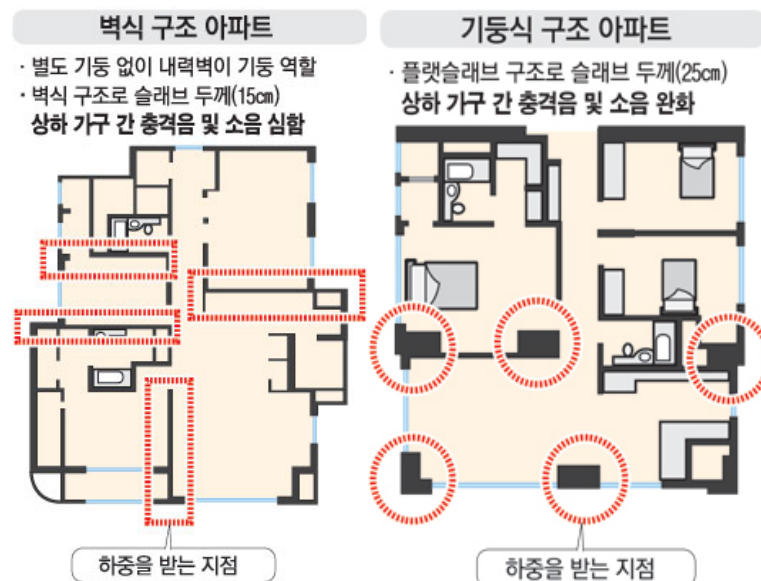 벽식 구조 아파트
· 별도 기둥 없이 내력벽이 기둥 역할
· 벽식 구조로 슬래브 두께(15㎝)
상하 가구 간 충격음 및 소음 심함
하중을 받는 지점
기둥식 구조 아파트
· 플랫슬래브 구조로 슬래브 두께(25㎝)
상하 가구 간 충격음 및 소음 완화
하중을 받는 지점